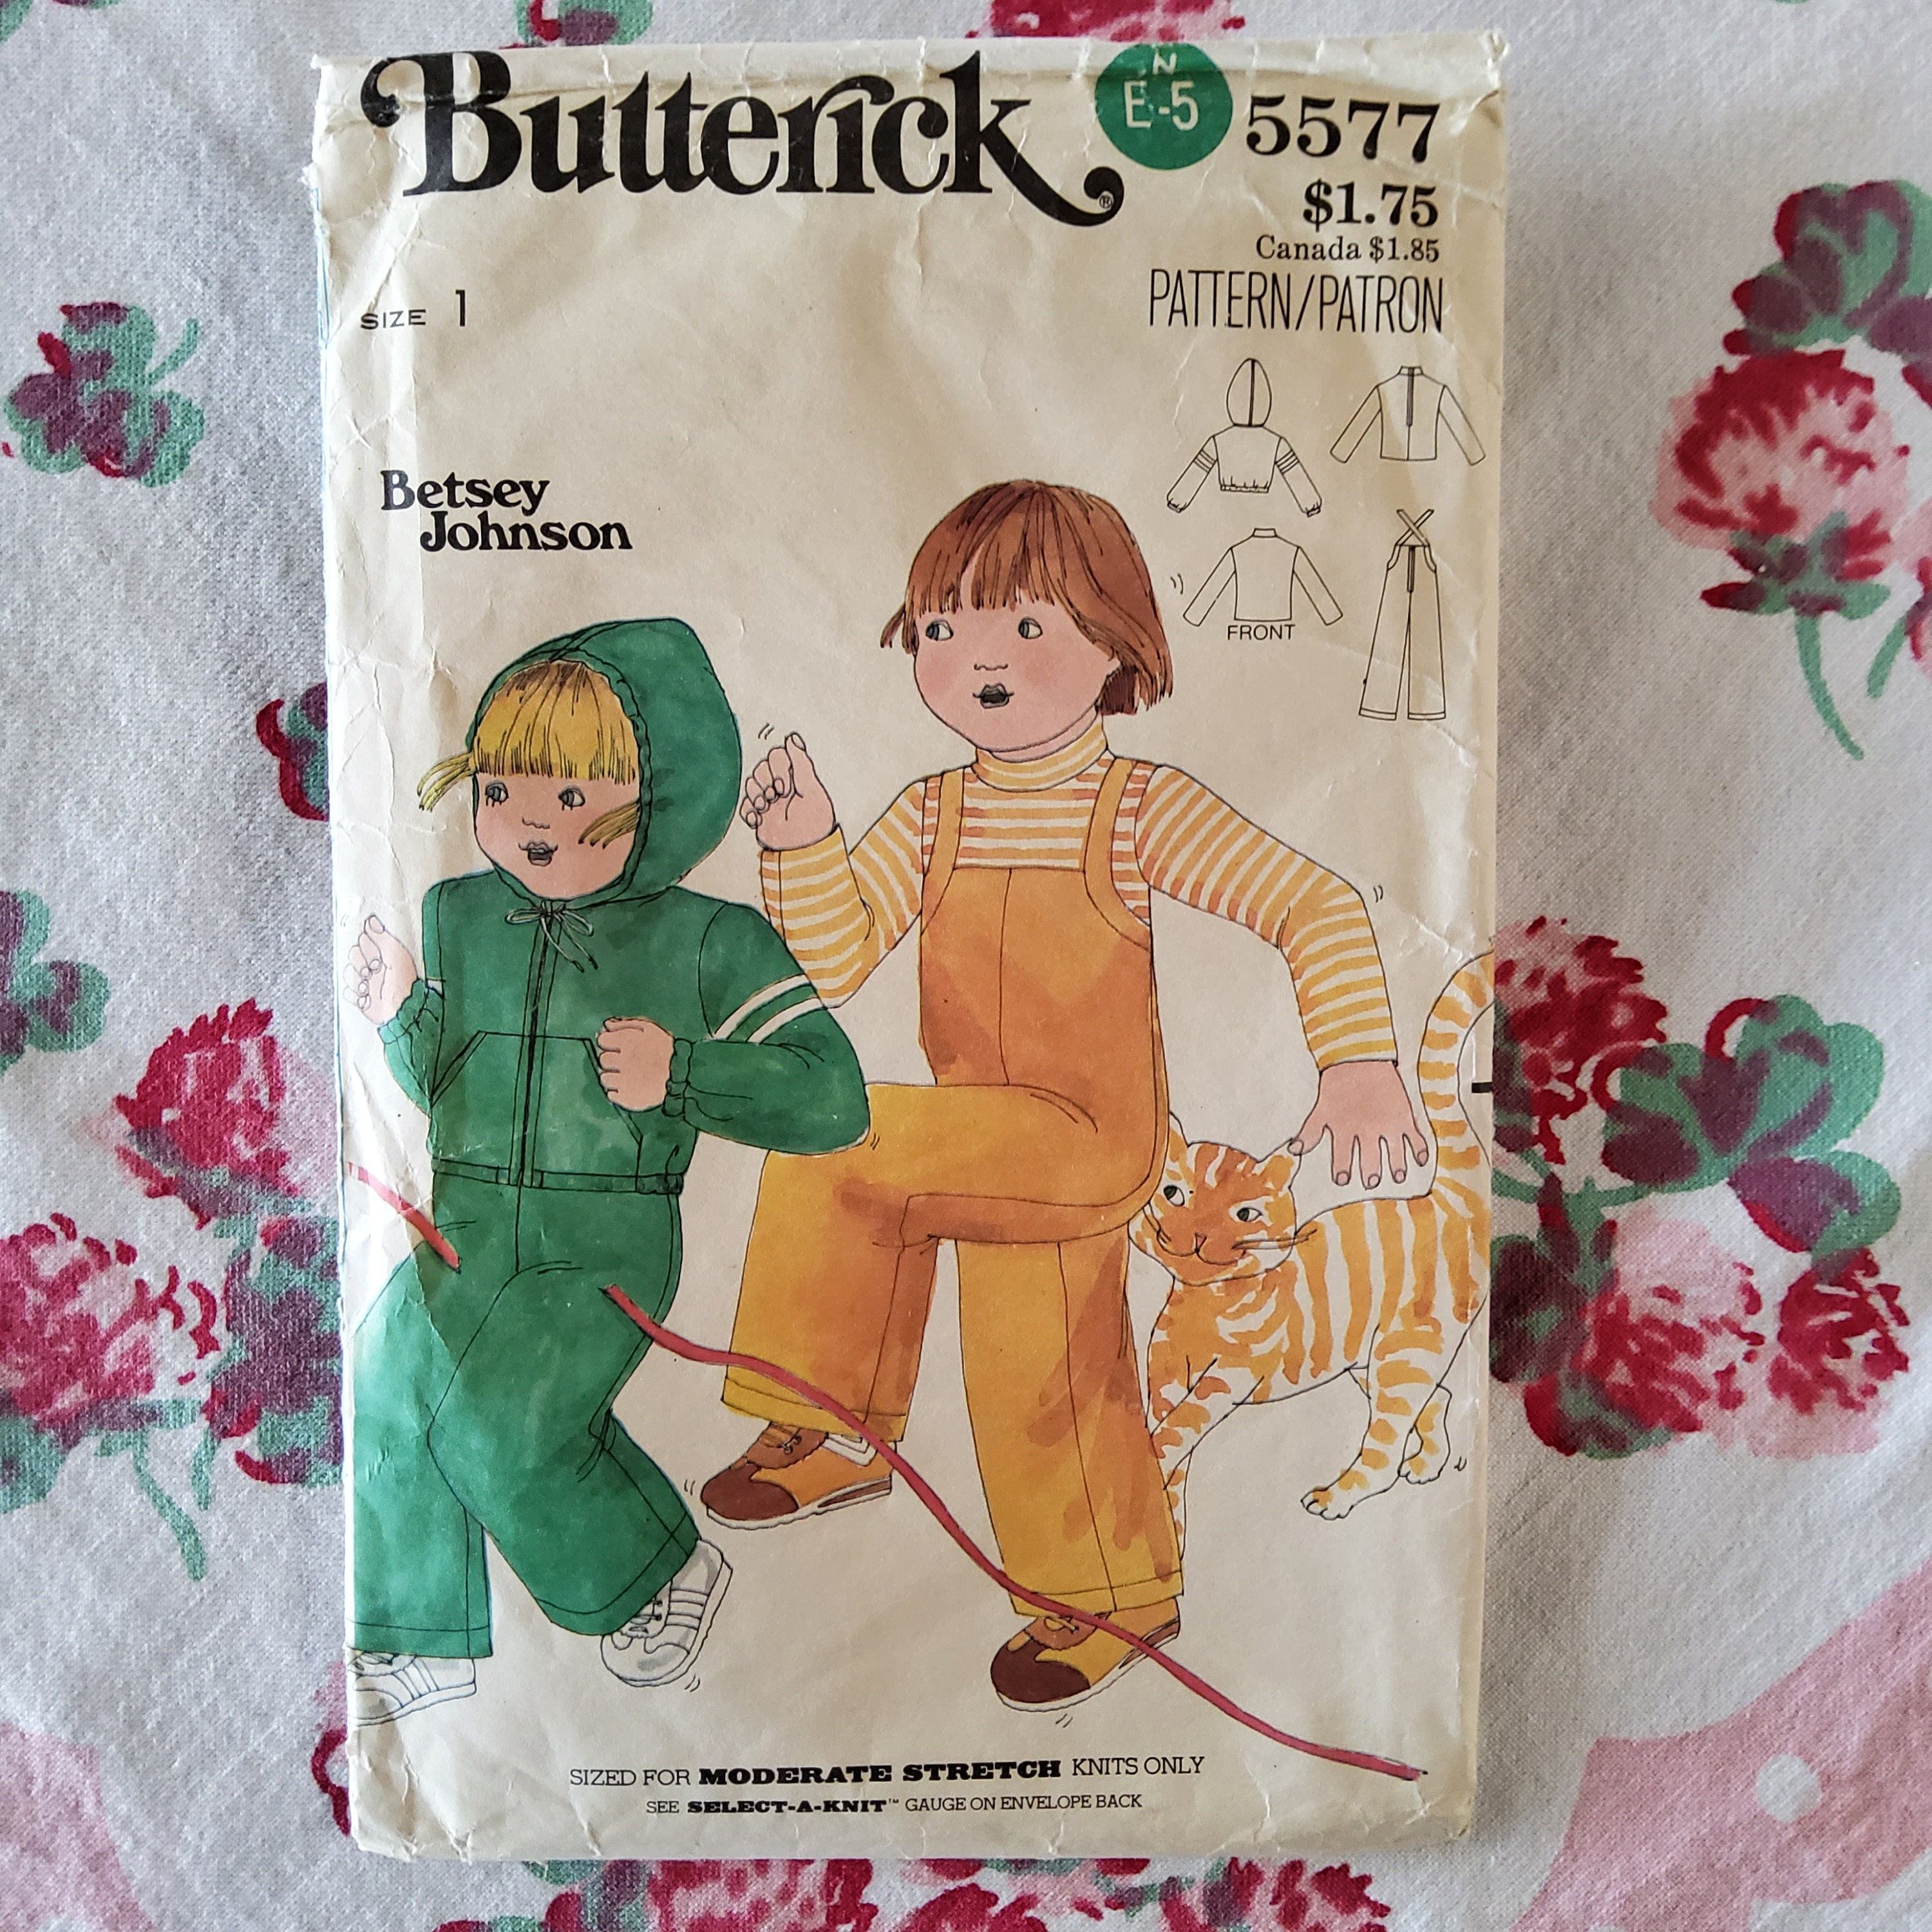 Butterick®
N
E-5
5577
$1.75
Canada $1.85
PATTERN/PATRON
SIZE 1
Betsey
Johnson
FRONT
SIZED FOR MODERATE STRETCH KNITS ONLY
SEE SELECT-A-KNIT™ GAUGE ON ENVELOPE BACK